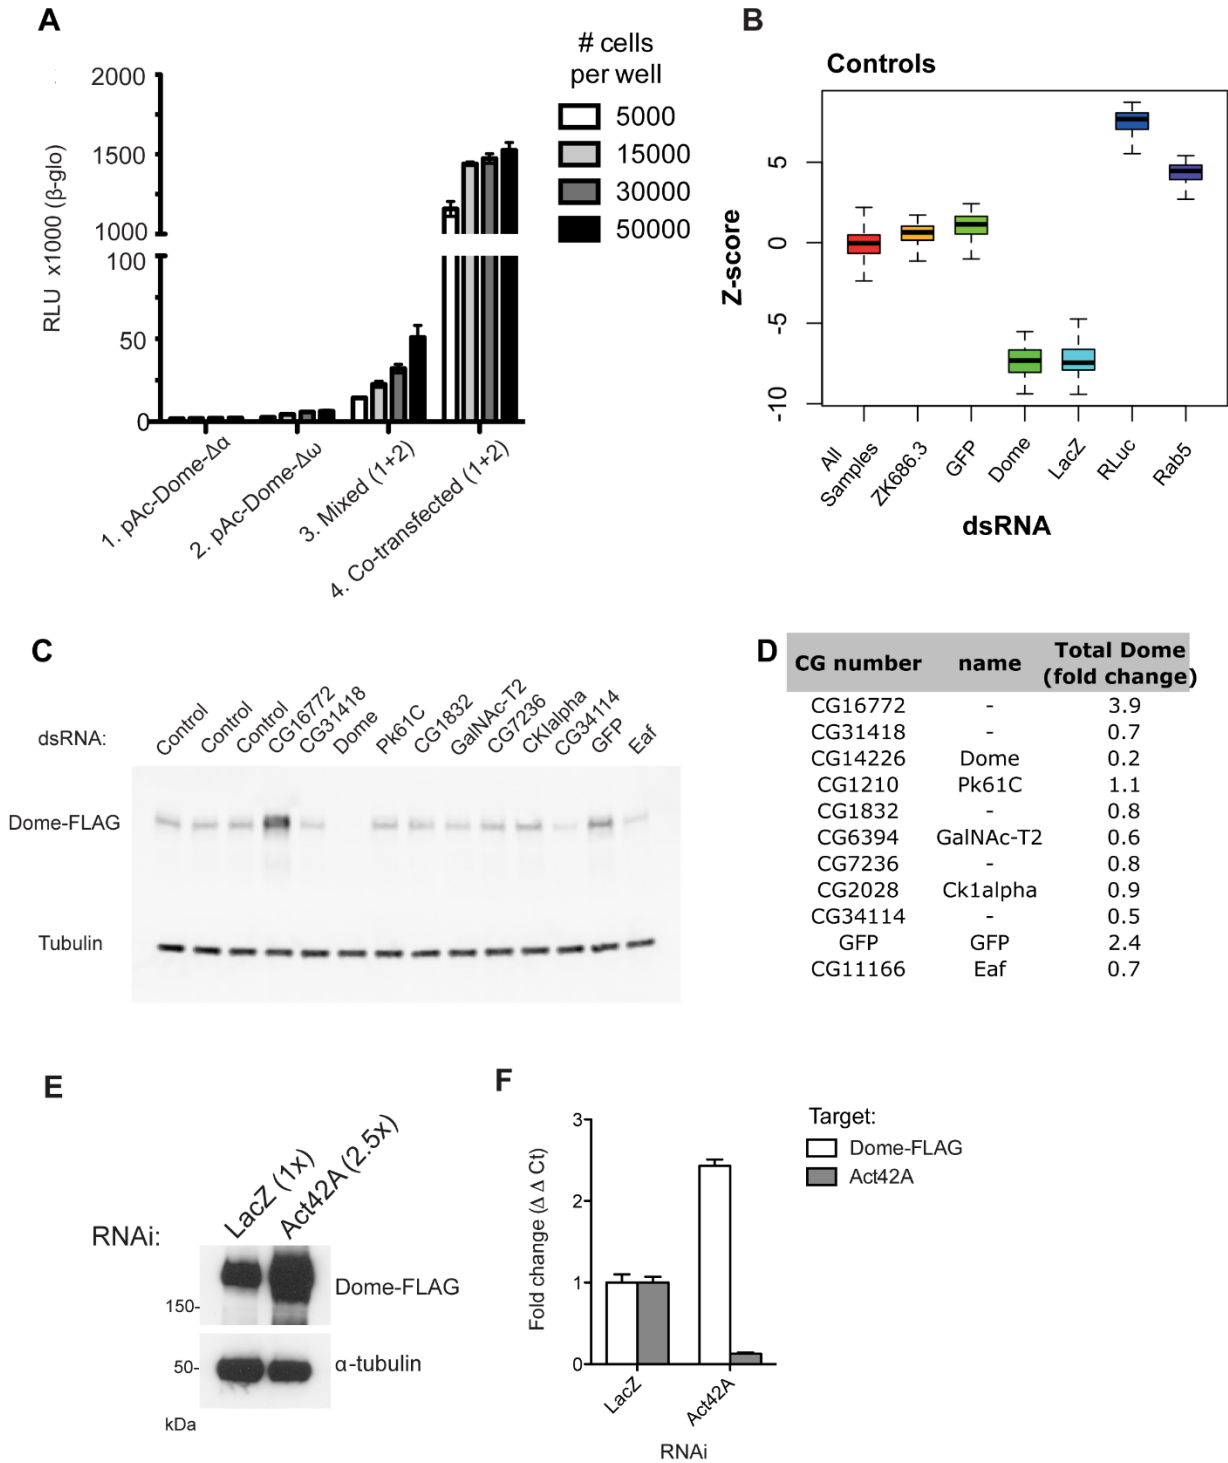 A
# cells
per well
5000
15000
30000
50000
RLU x1000 (β-glo)
2000
1500
1000
100
50
0
1. pAc-Dome-Δα
2. pAc-Dome-Δω
3. Mixed (1+2)
4. Co-transfected (1+2)
B
Controls
Z-score
5
0
-5
-10
All
Samples
ZK686.3
GFP
Dome
LacZ
RLuc
Rab5
dsRNA
C
dsRNA:
Control
Control
Control
CG16772
CG31418
Dome
Pk61C
CG1832
GalNAc-T2
CG7236
CKIalpha
CG34114
GFP
Eaf
Dome-FLAG
Tubulin
D
CG number name Total Dome (fold change)
CG16772 - 3.9
CG31418 - 0.7
CG14226 Dome 0.2
CG1210 Pk61C 1.1
CG1832 - 0.8
CG6394 GalNAc-T2 0.6
CG7236 - 0.8
CG2028 Ck1alpha 0.9
CG34114 - 0.5
GFP GFP 2.4
CG11166 Eaf 0.7
E
RNAi:
LacZ (1x)
Act42A (2.5x)
Dome-FLAG
150-
α-tubulin
50-
kDa
F
Fold change (Δ Δ Ct)
3
2
1
0
LacZ
Act42A
RNAi
Target:
Dome-FLAG
Act42A